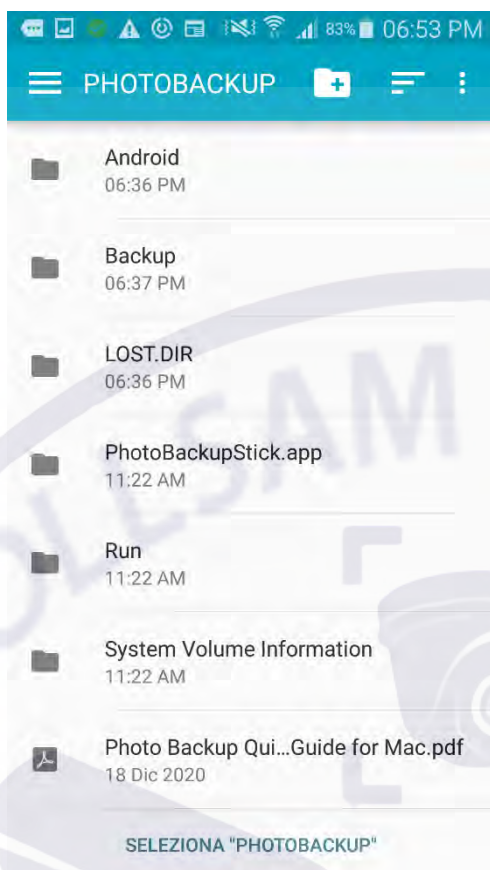 83% 06:53 PM
PHOTOBACKUP
Android
06:36 PM
Backup
06:37 PM
LOST.DIR
06:36 PM
PhotoBackupStick.app
11:22 AM
Run
11:22 AM
System Volume Information
11:22 AM
Photo Backup Qui...Guide for Mac.pdf
18 Dic 2020
SELEZIONA "PHOTOBACKUP"